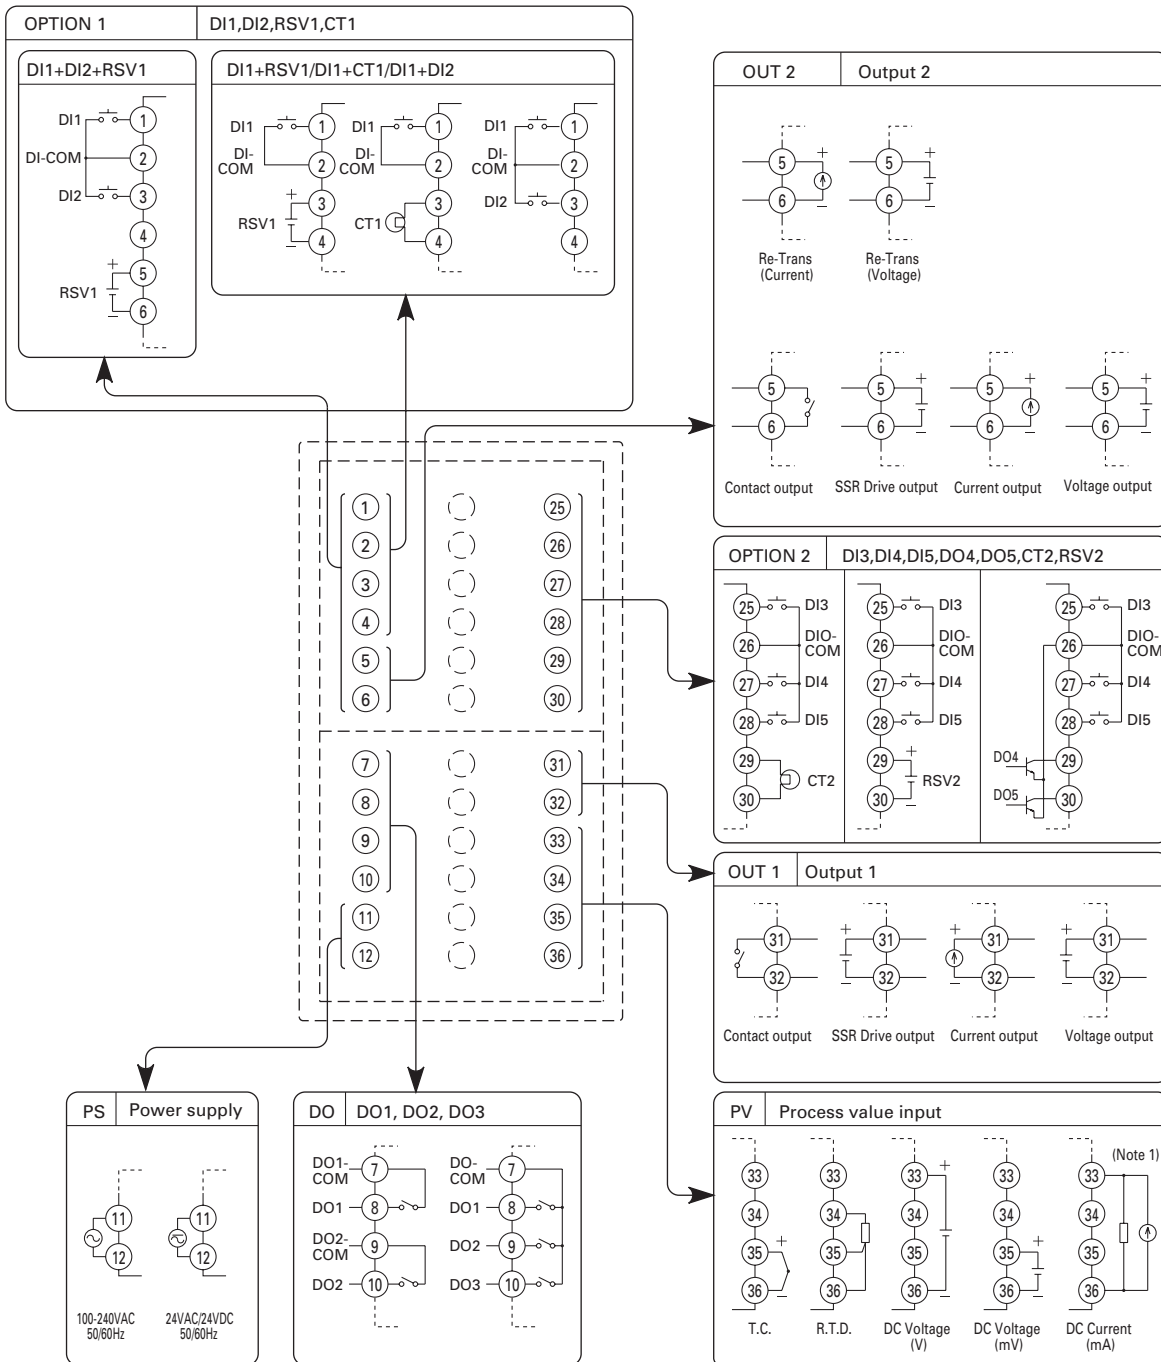 OPTION 1
DI1,DI2,RSV1,CT1
DI1+DI2+RSV1
DI1
DI-COM
DI2
RSV1
+
−
1
2
3
4
5
6
DI1+RSV1/DI1+CT1/DI1+DI2
DI1
DI-
COM
RSV1
+
−
1
2
3
4
DI1
DI-
COM
CT1
1
2
3
4
DI1
DI-
COM
DI2
1
2
3
4
OUT 2
Output 2
5
6
+
−
Re-Trans
(Current)
5
6
+
−
Re-Trans
(Voltage)
5
6
Contact output
5
6
+
−
SSR Drive output
5
6
+
−
Current output
5
6
+
−
Voltage output
1
2
3
4
5
6
7
8
9
10
11
12
25
26
27
28
29
30
31
32
33
34
35
36
OPTION 2
DI3,DI4,DI5,DO4,DO5,CT2,RSV2
25
26
27
28
29
30
DI3
DIO-
COM
DI4
DI5
CT2
25
26
27
28
29
30
DI3
DIO-
COM
DI4
DI5
+
RSV2
−
25
26
27
28
29
30
DI3
DIO-
COM
DI4
DI5
DO4
DO5
OUT 1
Output 1
31
32
Contact output
+
−
31
32
SSR Drive output
+
−
31
32
Current output
+
−
31
32
Voltage output
PS
Power supply
11
12
100-240VAC
50/60Hz
11
12
24VAC/24VDC
50/60Hz
DO
DO1, DO2, DO3
DO1-
COM
DO1
DO2-
COM
DO2
7
8
9
10
DO-
COM
DO1
DO2
DO3
7
8
9
10
PV
Process value input
33
34
35
36
+
−
T.C.
33
34
35
36
R.T.D.
33
34
35
36
+
−
DC Voltage
(V)
33
34
35
36
+
−
DC Voltage
(mV)
(Note 1)
33
34
35
36
DC Current
(mA)